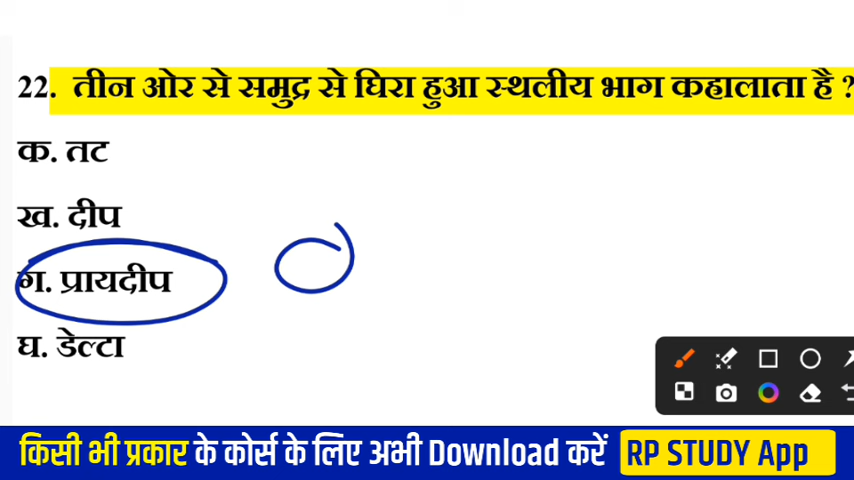 22. तीन ओर से समुद्र से घिरा हुआ स्थलीय भाग कहालाता है ?
क. तट
ख. दीप
ग. प्रायदीप
घ. डेल्टा
किसी भी प्रकार के कोर्स के लिए अभी Download करें RP STUDY App